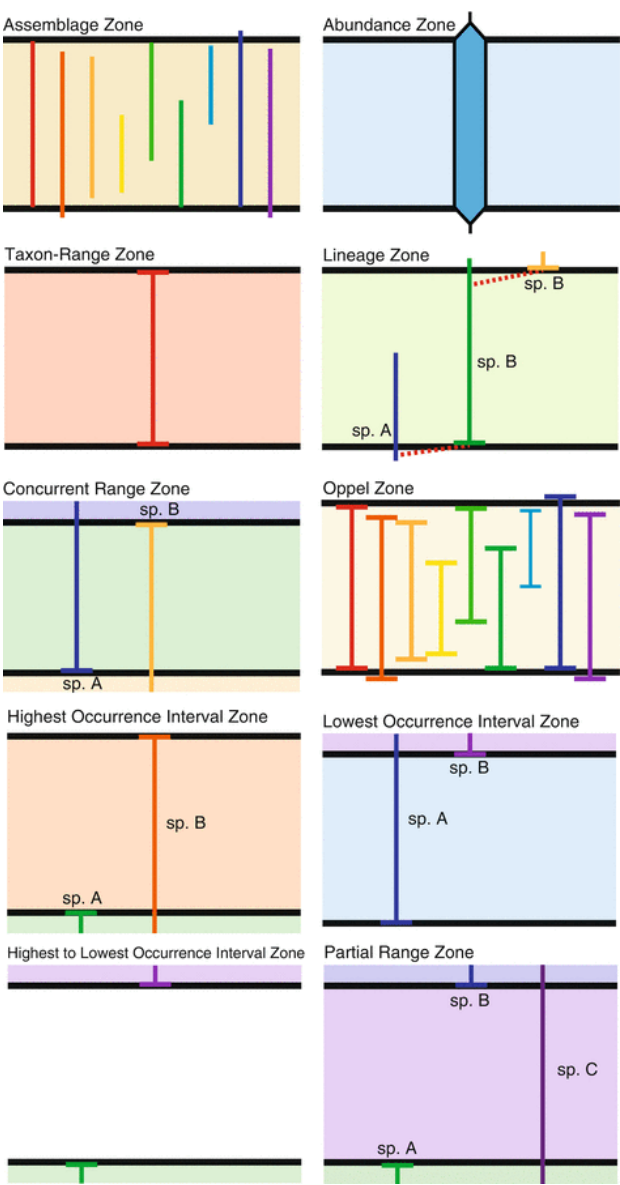 Assemblage Zone
Abundance Zone
Taxon-Range Zone
Lineage Zone
sp. B
sp. B
sp. A
Concurrent Range Zone
sp. B
sp. A
Oppel Zone
Highest Occurrence Interval Zone
sp. B
sp. A
Lowest Occurrence Interval Zone
sp. B
sp. A
Highest to Lowest Occurrence Interval Zone
Partial Range Zone
sp. B
sp. C
sp. A